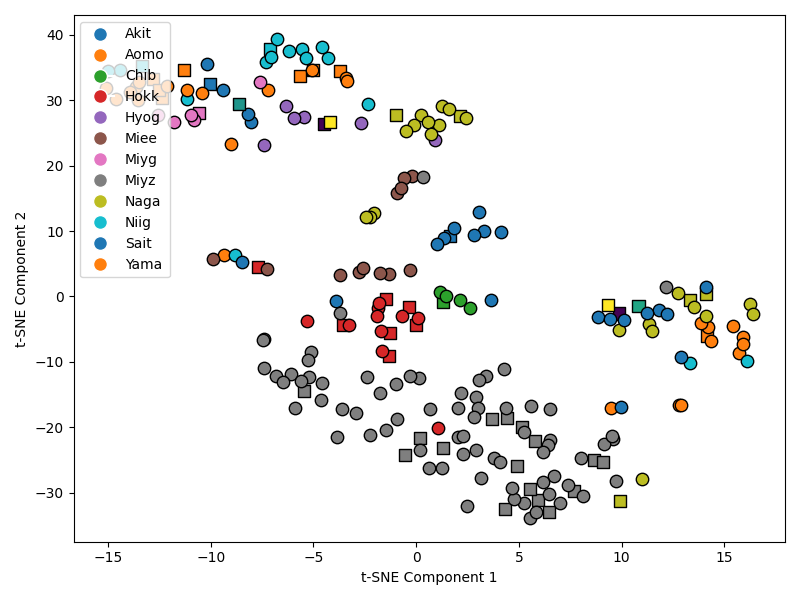 40
30
20
10
0
−10
−20
−30
−15
−10
−5
0
5
10
15
t-SNE Component 1
t-SNE Component 2
Akit
Aomo
Chib
Hokk
Hyog
Miee
Miyg
Miyz
Naga
Niig
Sait
Yama